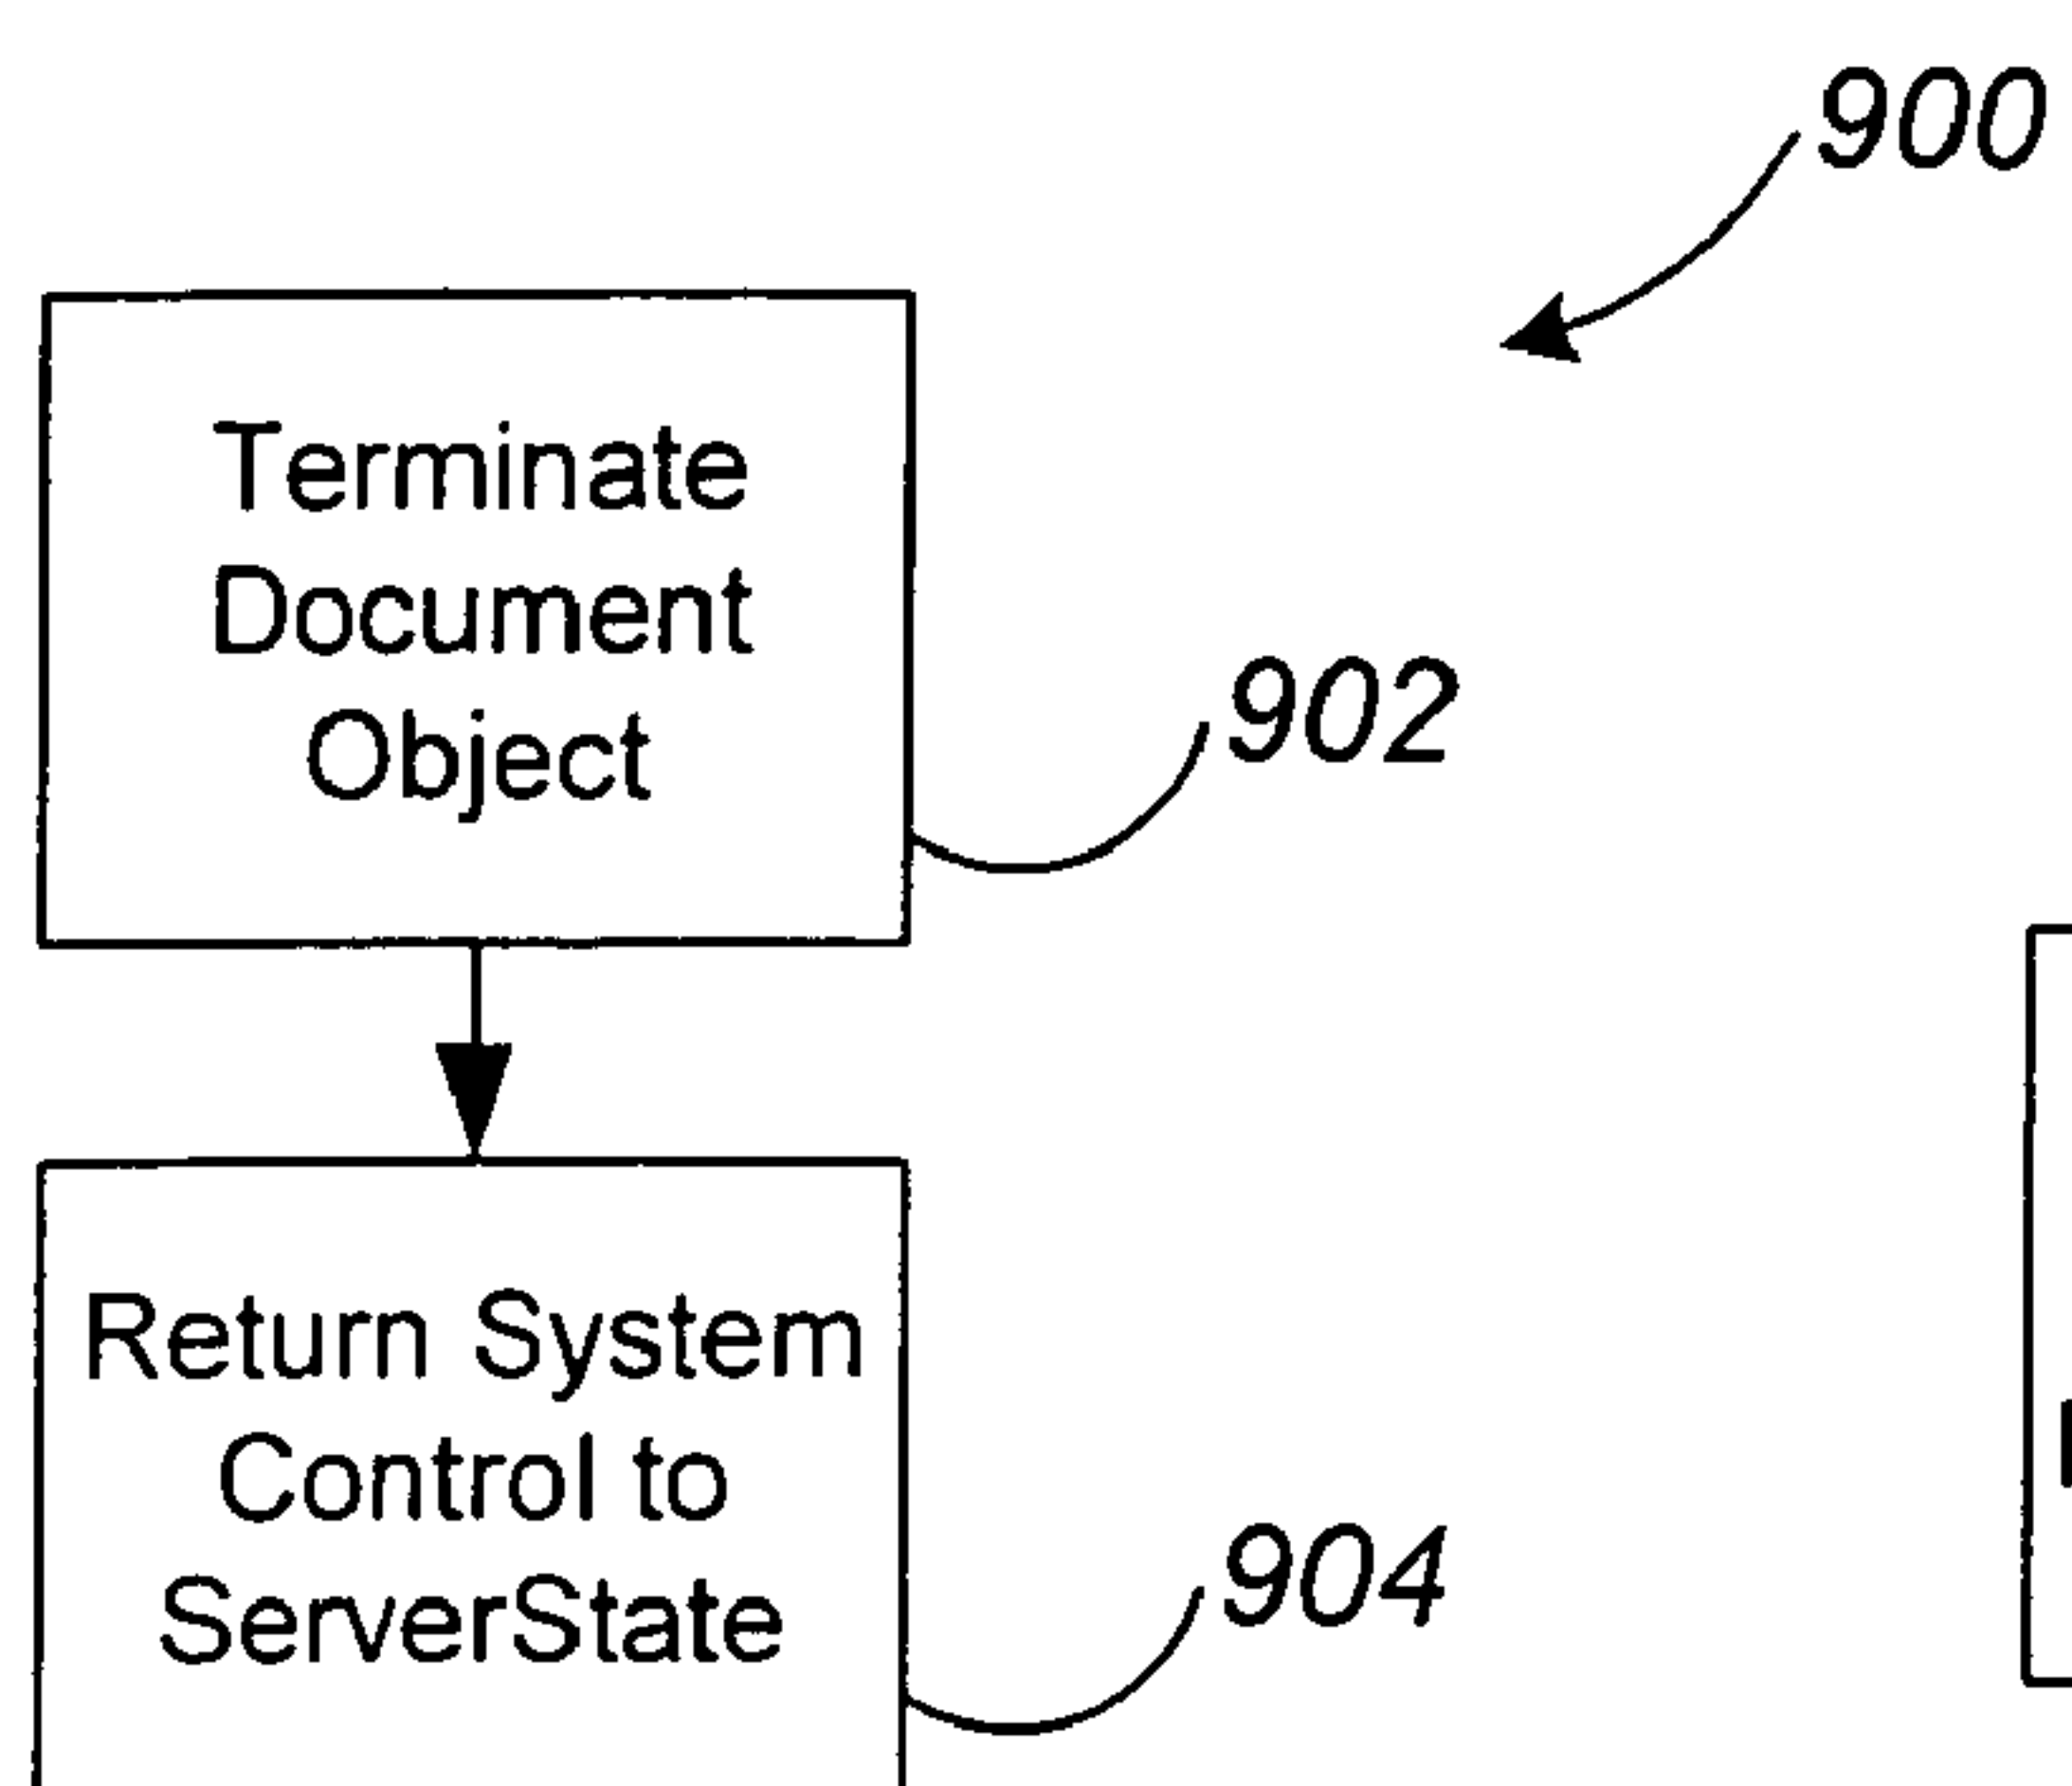 900
Terminate
Document
Object
902
Return System
Control to
ServerState
904